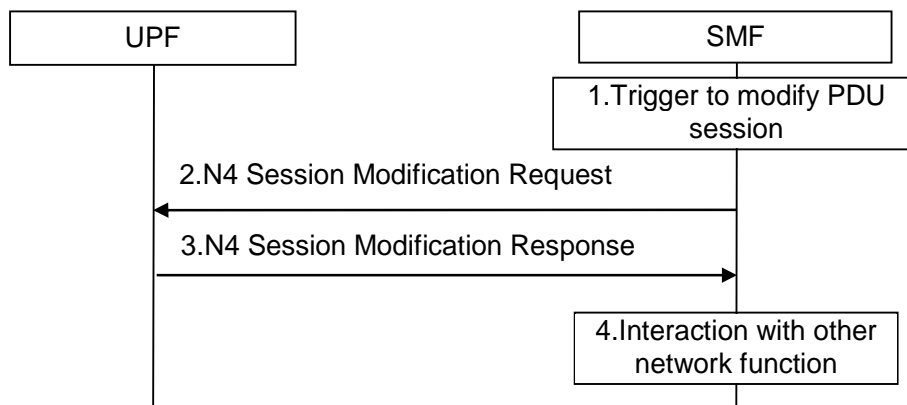 UPF
SMF
1.Trigger to modify PDU
session
2.N4 Session Modification Request
3.N4 Session Modification Response
4.Interaction with other
network function